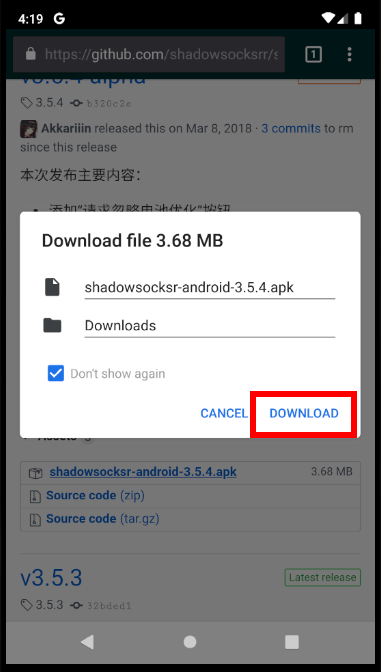 4:19 G
https://github.com/shadowsocksrr/s
1
v3.5.4 alpha
3.5.4 b320c2e
Akkariiin released this on Mar 8, 2018 · 3 commits to rm
since this release
本次发布主要内容：
添加"请求忽略电池优化"按钮
Download file 3.68 MB
shadowsocksr-android-3.5.4.apk
Downloads
Don't show again
CANCEL DOWNLOAD
Assets
shadowsocksr-android-3.5.4.apk 3.68 MB
Source code (zip)
Source code (tar.gz)
v3.5.3 Latest release
3.5.3 32bded1